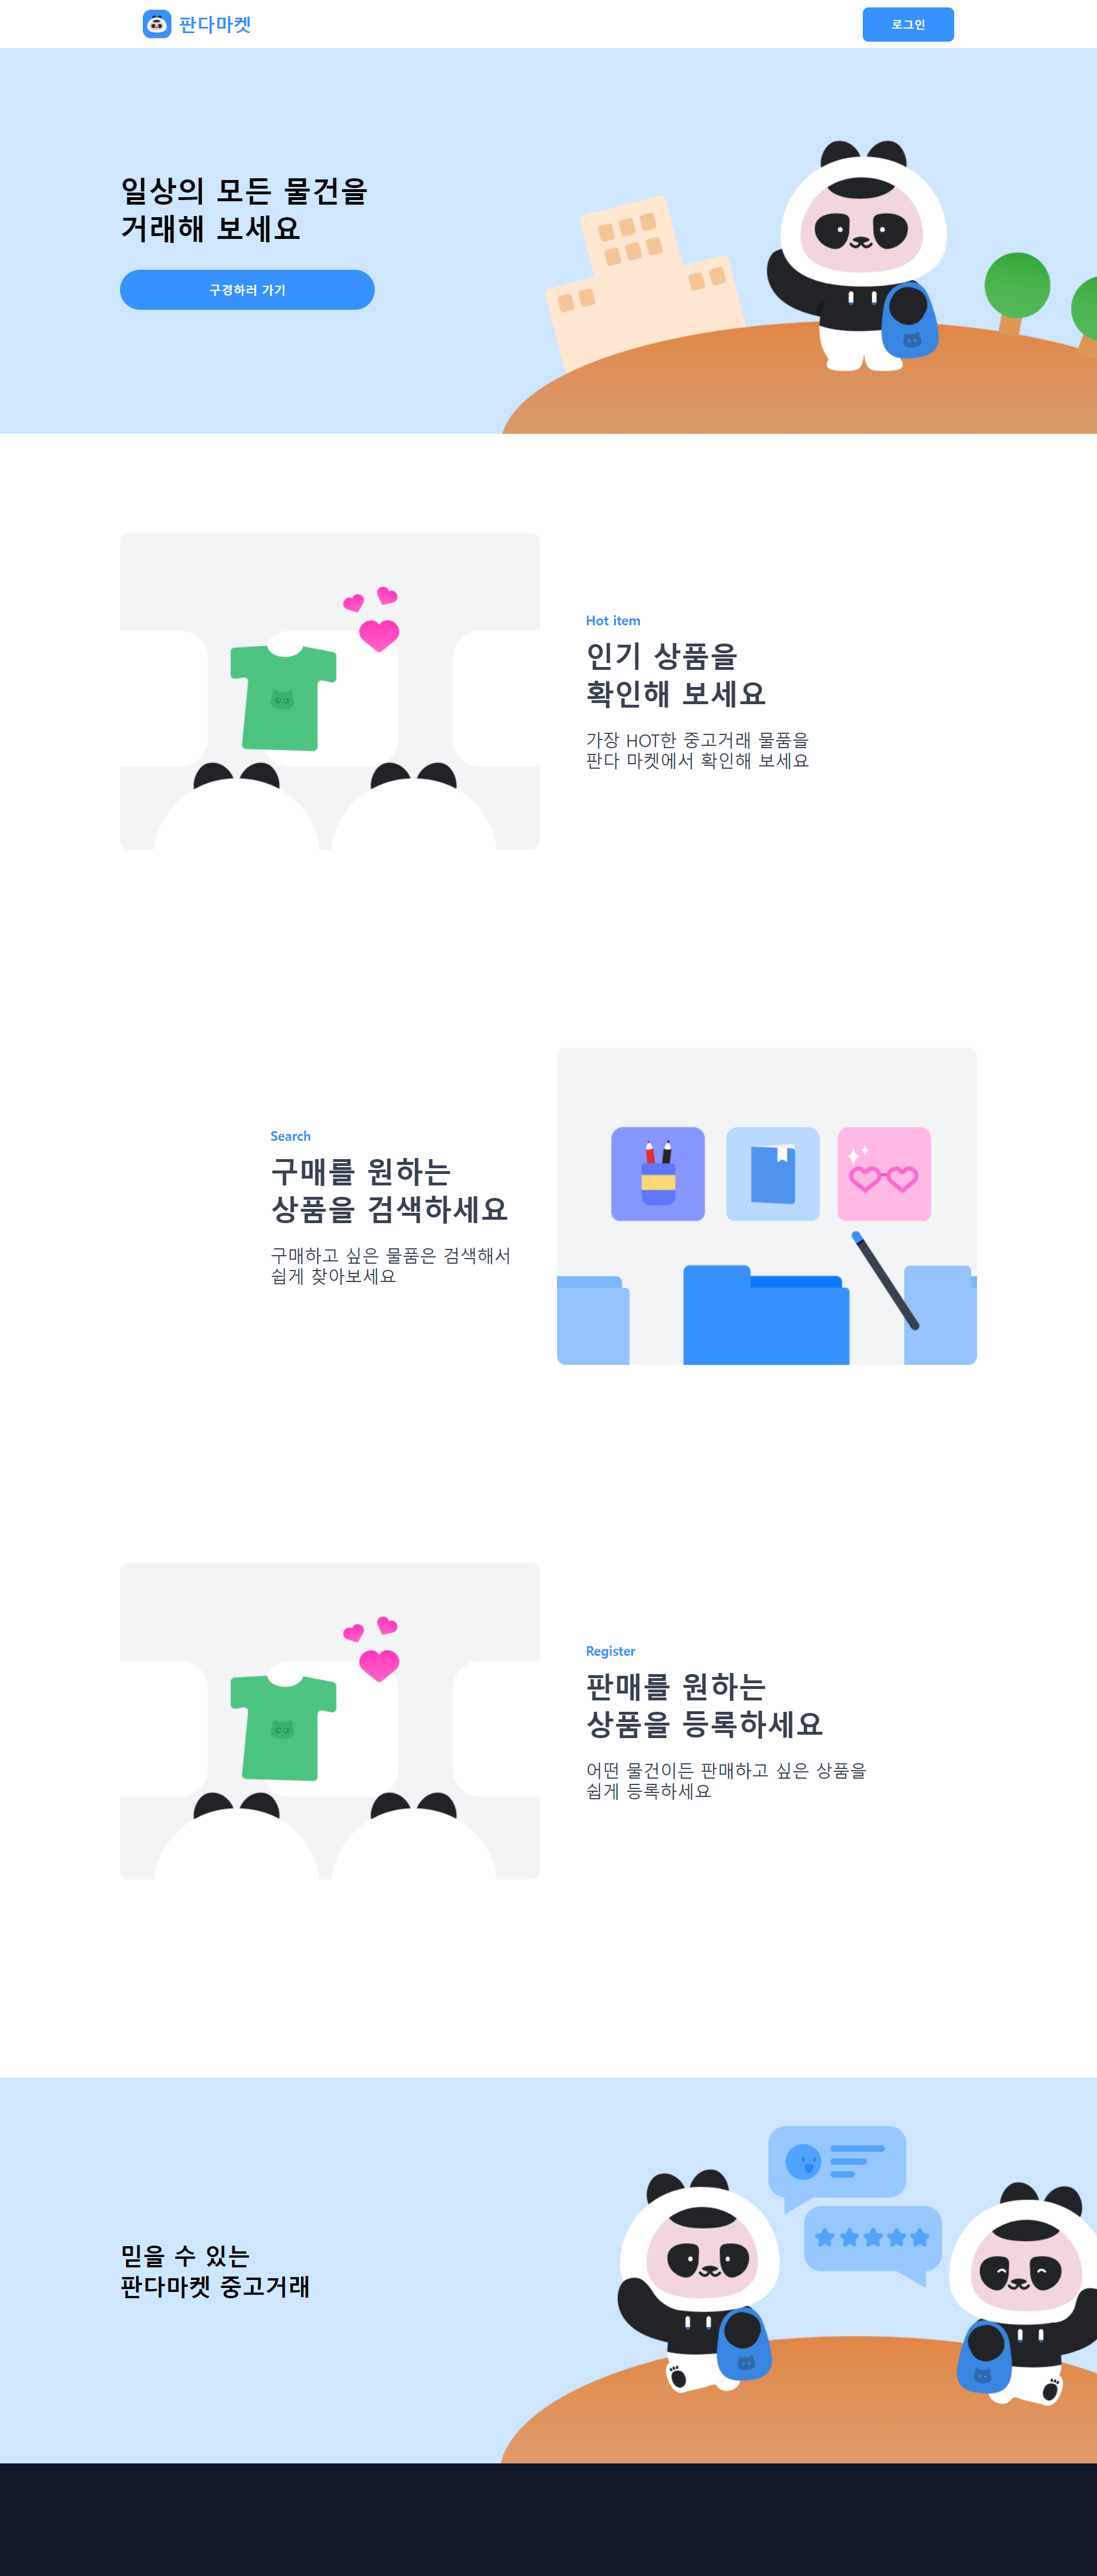 판다마켓
로그인
일상의 모든 물건을
거래해 보세요
구경하러 가기
Hot item
인기 상품을
확인해 보세요
가장 HOT한 중고거래 물품을
판다 마켓에서 확인해 보세요
Search
구매를 원하는
상품을 검색하세요
구매하고 싶은 물품은 검색해서
쉽게 찾아보세요
Register
판매를 원하는
상품을 등록하세요
어떤 물건이든 판매하고 싶은 상품을
쉽게 등록하세요
믿을 수 있는
판다마켓 중고거래